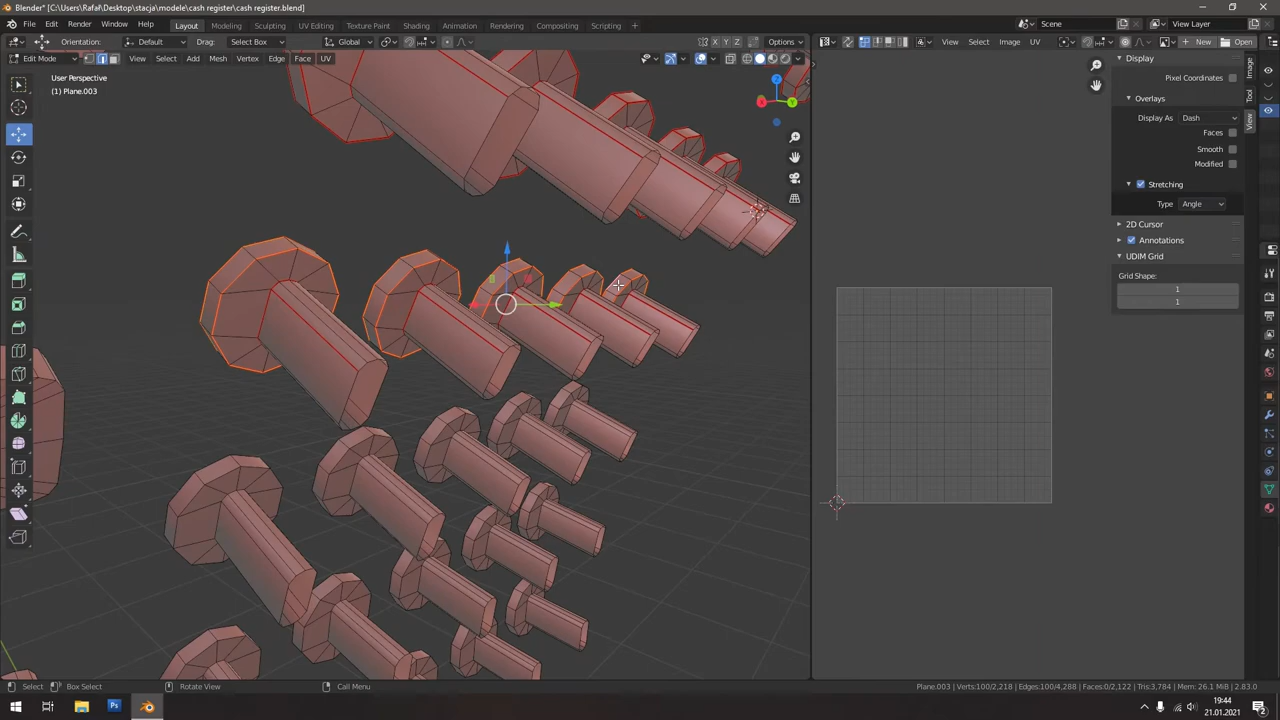 Blender* [C:\Users\Rafał\Desktop\stacja\modele\cash register\cash register.blend]
File Edit Render Window Help Layout Modeling Sculpting UV Editing Texture Paint Shading Animation Rendering Compositing Scripting + Scene View Layer
Orientation: Default Drag: Select Box Global X Y Z Options View Select Image UV New Open
Edit Mode View Select Add Mesh Vertex Edge Face UV
User Perspective
(1) Plane.003
Display
Pixel Coordinates
Overlays
Display As Dash
Faces
Smooth
Modified
Stretching
Type Angle
2D Cursor
Annotations
UDIM Grid
Grid Shape:
1
1
Image
Tool
View
Select Box Select Rotate View Call Menu Plane.003 | Verts:100/2,218 | Edges:100/4,288 | Faces:0/2,122 | Tris:3,784 | Mem: 26.1 MiB | 2.83.0
19:44
21.01.2021